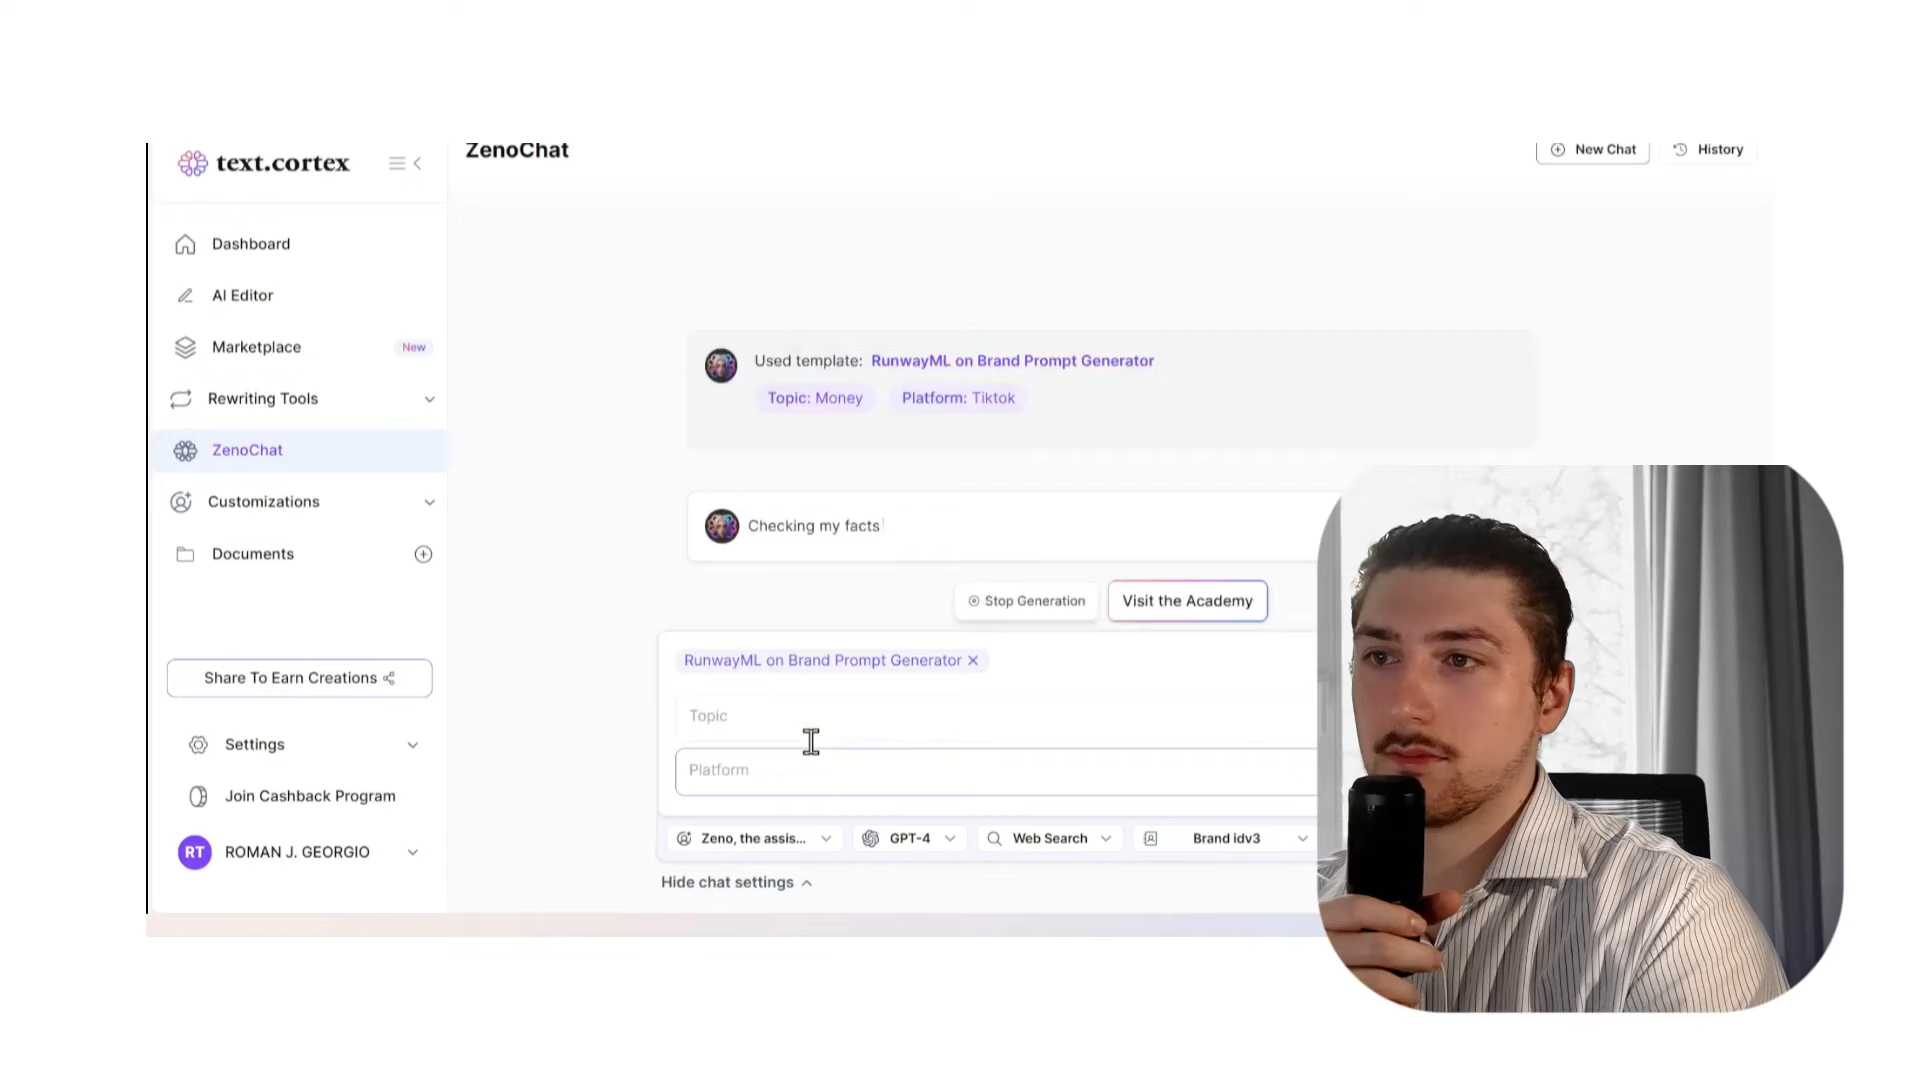 text.cortex
ZenoChat
New Chat
History
Dashboard
AI Editor
Marketplace
New
Rewriting Tools
ZenoChat
Customizations
Documents
Share To Earn Creations
Settings
Join Cashback Program
RT
ROMAN J. GEORGIO
Used template: RunwayML on Brand Prompt Generator
Topic: Money
Platform: Tiktok
Checking my facts
Stop Generation
Visit the Academy
RunwayML on Brand Prompt Generator
Topic
Platform
Zeno, the assis...
GPT-4
Web Search
Brand idv3
Hide chat settings